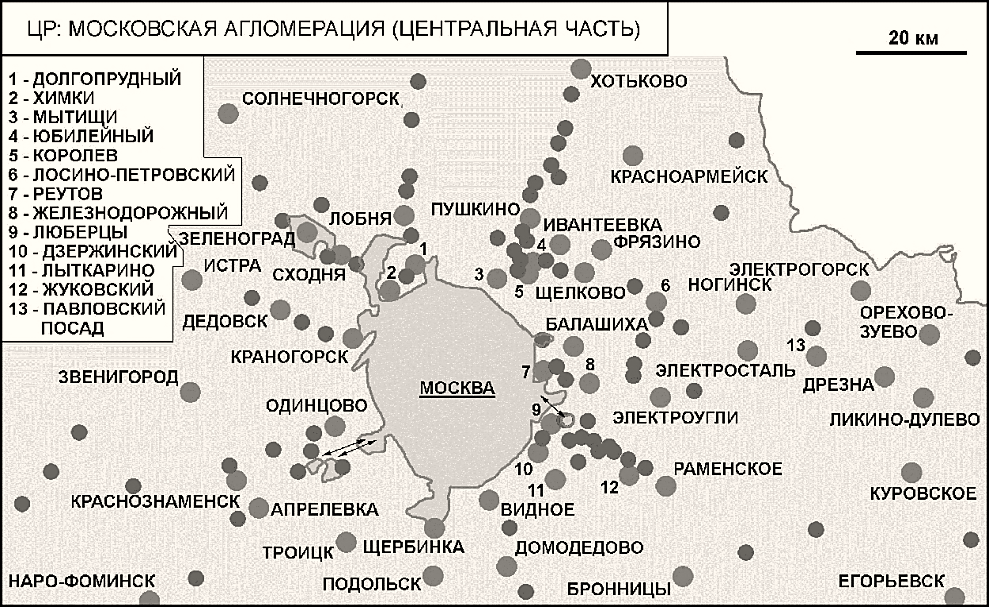 ЦР: МОСКОВСКАЯ АГЛОМЕРАЦИЯ (ЦЕНТРАЛЬНАЯ ЧАСТЬ)
20 км
1 - ДОЛГОПРУДНЫЙ
2 - ХИМКИ
3 - МЫТИЩИ
4 - ЮБИЛЕЙНЫЙ
5 - КОРОЛЕВ
6 - ЛОСИНО-ПЕТРОВСКИЙ
7 - РЕУТОВ
8 - ЖЕЛЕЗНОДОРОЖНЫЙ
9 - ЛЮБЕРЦЫ
10 - ДЗЕРЖИНСКИЙ
11 - ЛЫТКАРИНО
12 - ЖУКОВСКИЙ
13 - ПАВЛОВСКИЙ
ПОСАД
ХОТЬКОВО
СОЛНЕЧНОГОРСК
КРАСНОАРМЕЙСК
ПУШКИНО
ЛОБНЯ
ИВАНТЕЕВКА
ЗЕЛЕНОГРАД
4
ФРЯЗИНО
1
ИСТРА
СХОДНЯ
2
3
5
ЩЕЛКОВО
6
НОГИНСК
ЭЛЕКТРОГОРСК
ДЕДОВСК
БАЛАШИХА
ОРЕХОВО-
ЗУЕВО
КРАНОГОРСК
13
ЗВЕНИГОРОД
7
8
ЭЛЕКТРОСТАЛЬ
ДРЕЗНА
МОСКВА
ОДИНЦОВО
9
ЭЛЕКТРОУГЛИ
ЛИКИНО-ДУЛЕВО
10
РАМЕНСКОЕ
11
12
КУРОВСКОЕ
КРАСНОЗНАМЕНСК
АПРЕЛЕВКА
ВИДНОЕ
ТРОИЦК
ЩЕРБИНКА
ДОМОДЕДОВО
НАРО-ФОМИНСК
ПОДОЛЬСК
БРОННИЦЫ
ЕГОРЬЕВСК